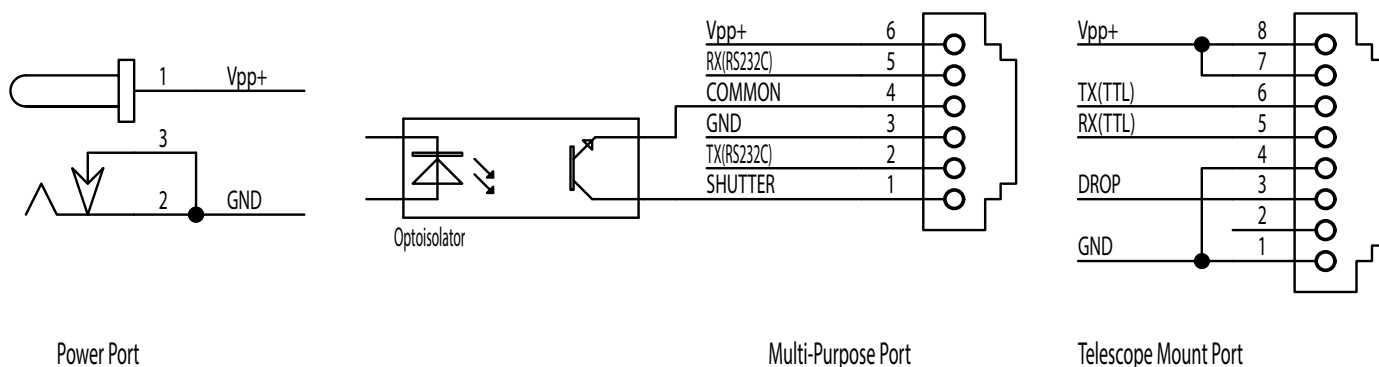 1 Vpp+
3
2 GND
Power Port
Optoisolator
Vpp+ 6
RX(RS232C) 5
COMMON 4
GND 3
TX(RS232C) 2
SHUTTER 1
Multi-Purpose Port
Vpp+ 8
7
TX(TTL) 6
RX(TTL) 5
4
DROP 3
2
GND 1
Telescope Mount Port